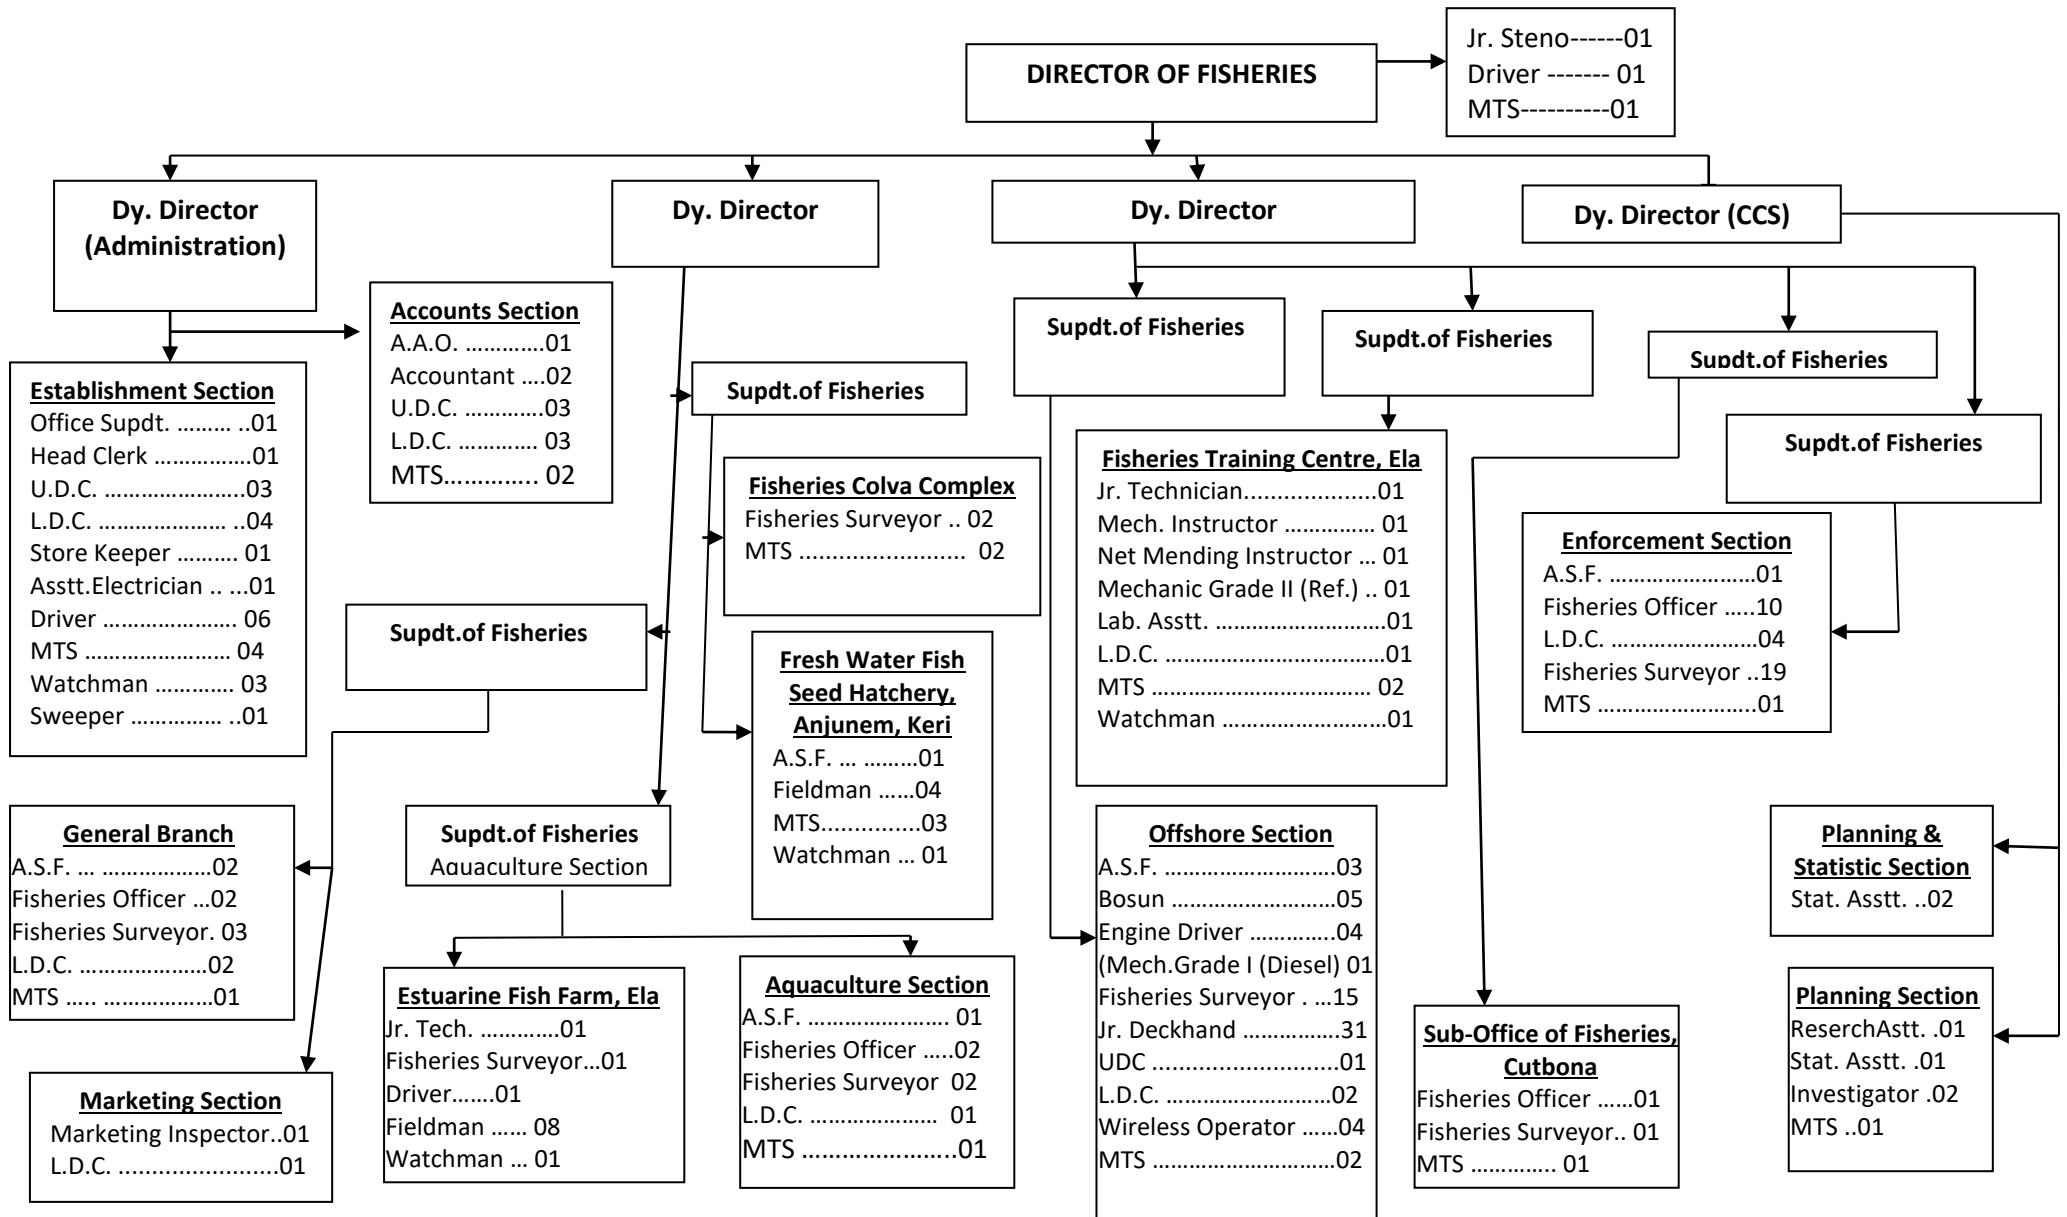 DIRECTOR OF FISHERIES
Jr. Steno------01
Driver ------- 01
MTS----------01
Dy. Director
(Administration)
Dy. Director
Dy. Director
Dy. Director (CCS)
Accounts Section
A.A.O. ………….01
Accountant ….02
U.D.C. ………….03
L.D.C. …………. 03
MTS………….. 02
Establishment Section
Office Supdt. ……… ..01
Head Clerk …………….01
U.D.C. …………………..03
L.D.C. ………………… ..04
Store Keeper ………. 01
Asstt.Electrician .. …01
Driver ………………… 06
MTS …………………. 04
Watchman …………. 03
Sweeper …………… ..01
Supdt.of Fisheries
Fisheries Colva Complex
Fisheries Surveyor .. 02
MTS ......................... 02
Fresh Water Fish
Seed Hatchery,
Anjunem, Keri
A.S.F. … ………01
Fieldman ……04
MTS...............03
Watchman … 01
Supdt.of Fisheries
General Branch
A.S.F. … ………………..02
Fisheries Officer …02
Fisheries Surveyor. 03
L.D.C. …………………02
MTS ….. ……………….01
Marketing Section
Marketing Inspector..01
L.D.C. ........................01
Supdt.of Fisheries
Aquaculture Section
Estuarine Fish Farm, Ela
Jr. Tech. ………….01
Fisheries Surveyor…01
Driver…….01
Fieldman …… 08
Watchman … 01
Aquaculture Section
A.S.F. …………………. 01
Fisheries Officer …..02
Fisheries Surveyor 02
L.D.C. ………………. 01
MTS …………………..01
Supdt.of Fisheries
Supdt.of Fisheries
Supdt.of Fisheries
Supdt.of Fisheries
Fisheries Training Centre, Ela
Jr. Technician....................01
Mech. Instructor …………… 01
Net Mending Instructor … 01
Mechanic Grade II (Ref.) .. 01
Lab. Asstt. ……………………….01
L.D.C. ……………………………..01
MTS …………………………… 02
Watchman …………………….01
Offshore Section
A.S.F. ……………………….03
Bosun …………………….05
Engine Driver …………..04
(Mech.Grade I (Diesel) 01
Fisheries Surveyor . …15
Jr. Deckhand …………….31
UDC ……………………….01
L.D.C. ……………………..02
Wireless Operator ……04
MTS ……………………….02
Enforcement Section
A.S.F. …………………….01
Fisheries Officer …..10
L.D.C. …………………..04
Fisheries Surveyor ..19
MTS ……………………..01
Sub-Office of Fisheries,
Cutbona
Fisheries Officer ……01
Fisheries Surveyor.. 01
MTS ………….. 01
Planning &
Statistic Section
Stat. Asstt. ..02
Planning Section
ReserchAstt. .01
Stat. Asstt. .01
Investigator .02
MTS ..01